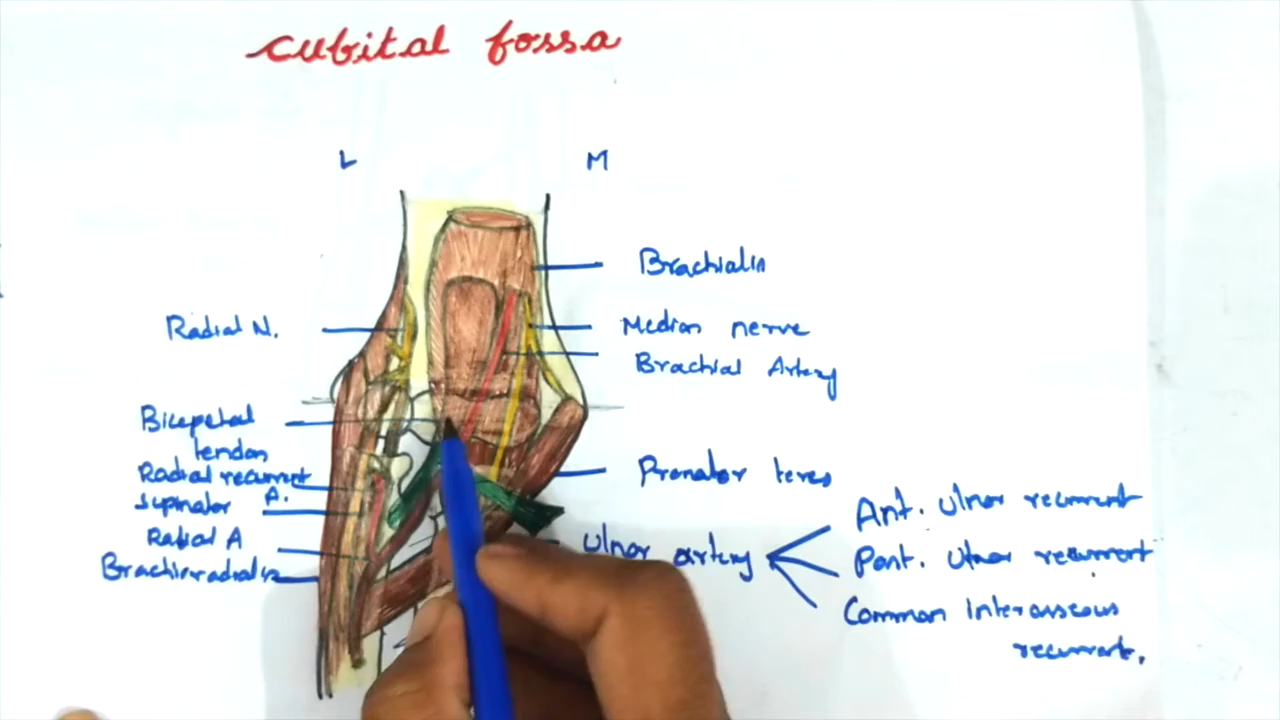 cubital fossa
L
M
Brachialis
Radial N.
Median nerve
Brachial Artery
Bicepetal
tendon
Radial recurrent
A.
Supinator
Pronator teres
Radial A
Brachioradialis
Ulnar artery
Ant. Ulnar recurrent
Post. Ulnar recurrent
Common Interosseous
recurrent.